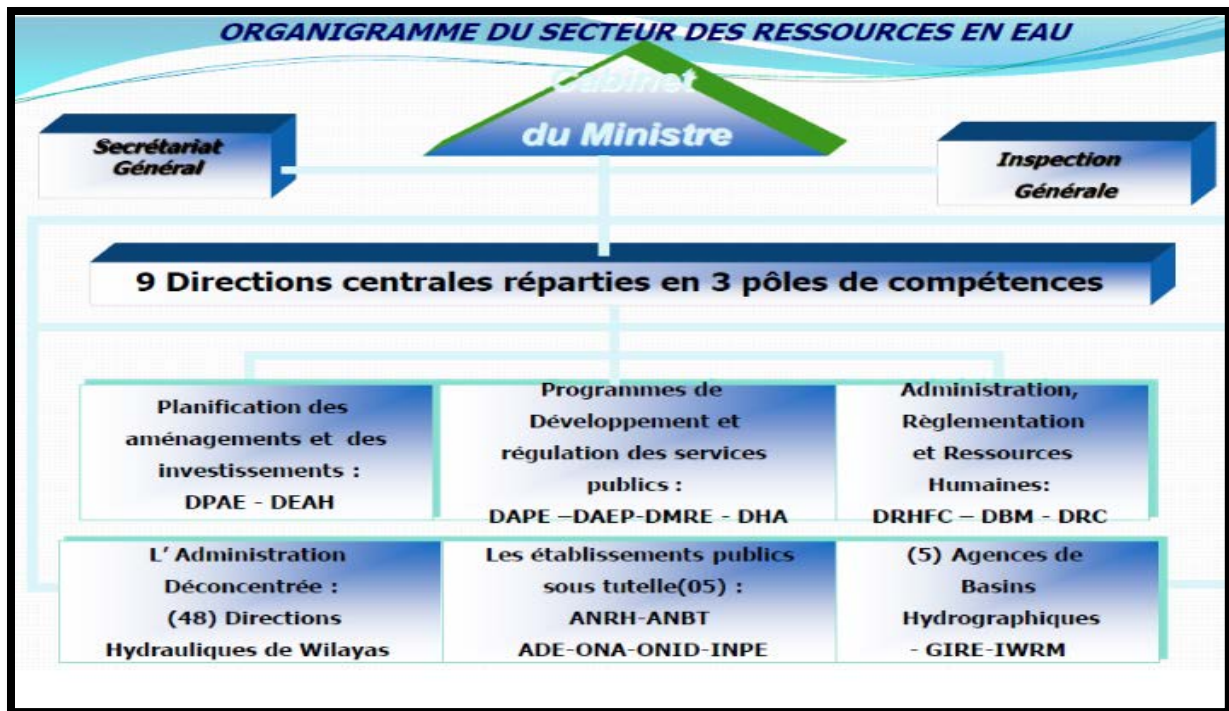 ORGANIGRAMME DU SECTEUR DES RESSOURCES EN EAU
Cabinet
du Ministre
Secrétariat
Général
Inspection
Générale
9 Directions centrales réparties en 3 pôles de compétences
Planification des
aménagements et des
investissements :
DPAE - DEAH
Programmes de
Développement et
régulation des services
publics :
DAPE –DAEP-DMRE - DHA
Administration,
Règlementation
et Ressources
Humaines:
DRHFC – DBM - DRC
L' Administration
Déconcentrée :
(48) Directions
Hydrauliques de Wilayas
Les établissements publics
sous tutelle(05) :
ANRH-ANBT
ADE-ONA-ONID-INPE
(5) Agences de
Basins
Hydrographiques
- GIRE-IWRM